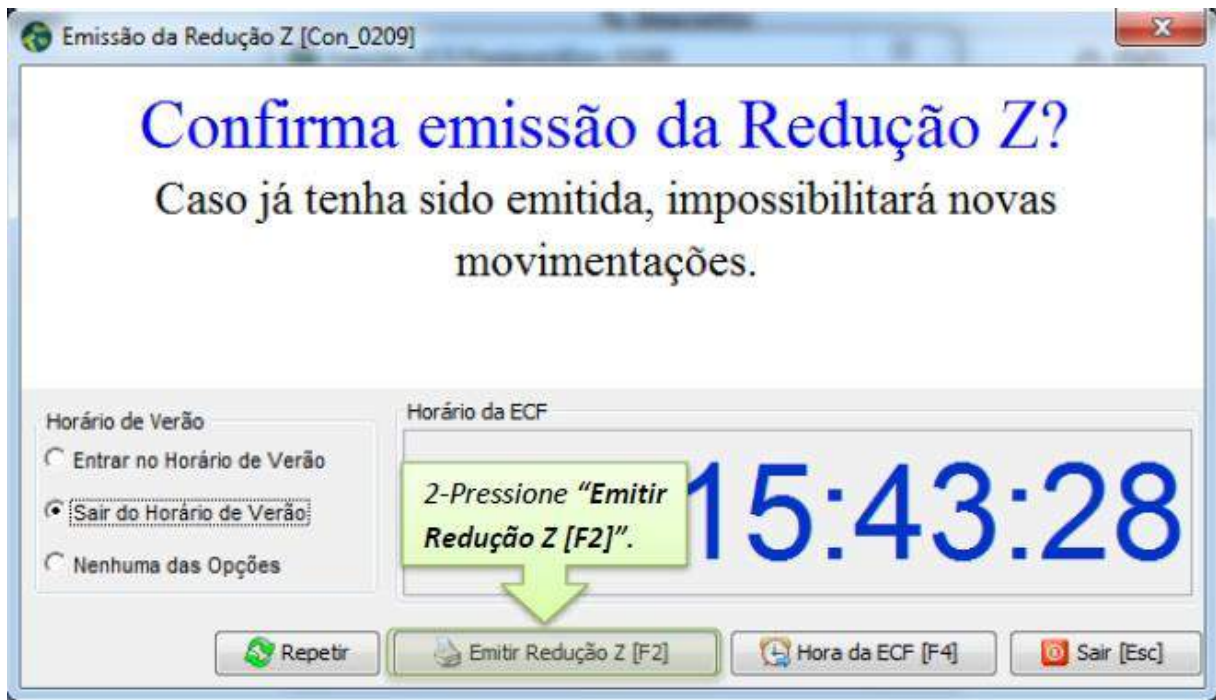 Emissão da Redução Z [Con_0209]
Confirma emissão da Redução Z?
Caso já tenha sido emitida, impossibilitará novas
movimentações.
Horário de Verão
Entrar no Horário de Verão
Sair do Horário de Verão
Nenhuma das Opções
Horário da ECF
2-Pressione “Emitir
Redução Z [F2]”.
15:43:28
Repetir
Emitir Redução Z [F2]
Hora da ECF [F4]
Sair [Esc]